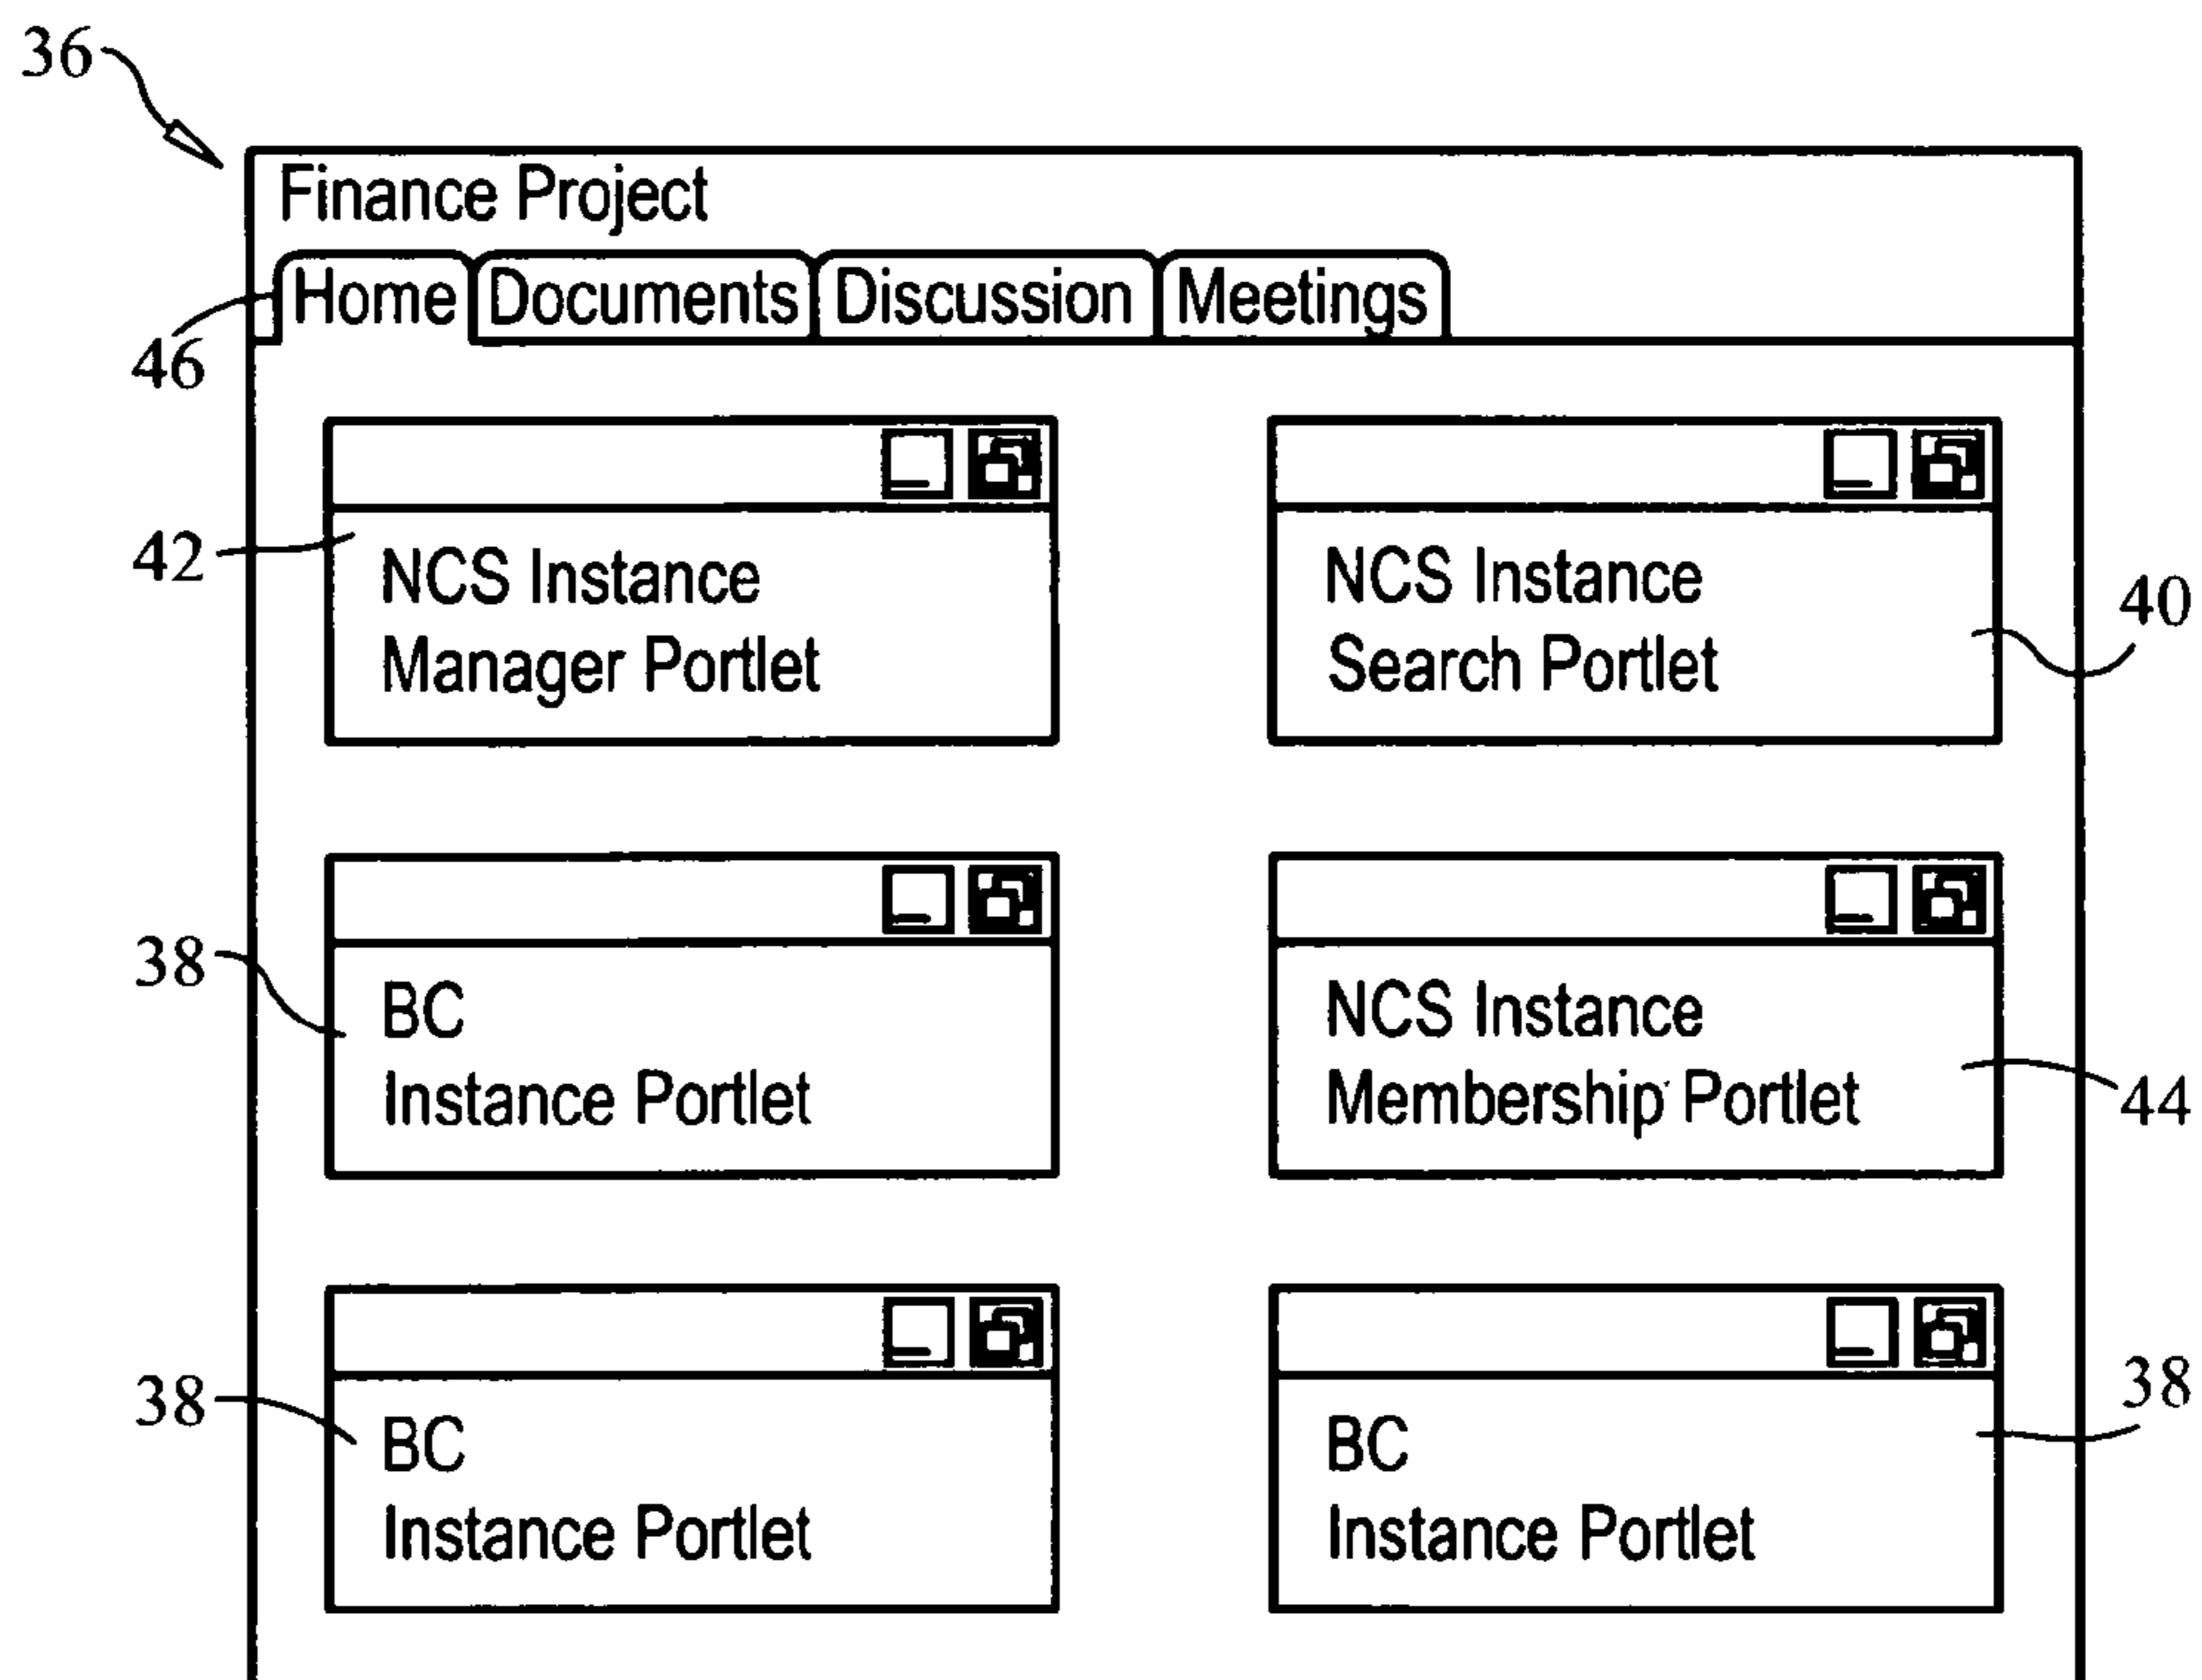 36
Finance Project
Home Documents Discussion Meetings
46
42
NCS Instance
Manager Portlet
NCS Instance
Search Portlet
40
38
BC
Instance Portlet
NCS Instance
Membership Portlet
44
38
BC
Instance Portlet
BC
Instance Portlet
38